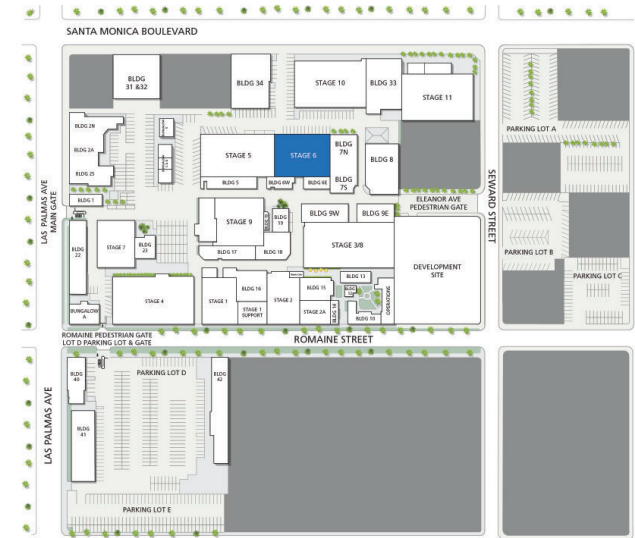 SANTA MONICA BOULEVARD
BLDG
31 &32
BLDG 34
STAGE 10
BLDG 33
STAGE 11
BLDG 2N
BLDG 2A
BLDG 2S
BLDG 1
STAGE 5
STAGE 6
BLDG
7N
BLDG
7S
BLDG 8
BLDG 5
BLDG 6W
BLDG 6E
PARKING LOT A
LAS PALMAS AVE
MAIN GATE
ELEANOR AVE
PEDESTRIAN GATE
SEWARD STREET
BLDG
22
STAGE 7
BLDG
23
STAGE 9
BLDG
19
BLDG 17
BLDG 18
BLDG 9W
BLDG 9E
STAGE 3/8
DEVELOPMENT
SITE
PARKING LOT B
PARKING LOT C
BUNGALOW
A
STAGE 4
STAGE 1
BLDG 16
STAGE 1
SUPPORT
STAGE 2
BLDG 15
STAGE 2A
BLDG 14
BLDG 13
BLDG 10
OPERATIONS
ROMAINE PEDESTRIAN GATE
LOT D PARKING LOT & GATE
ROMAINE STREET
LAS PALMAS AVE
BLDG
40
BLDG
41
PARKING LOT D
BLDG
42
PARKING LOT E